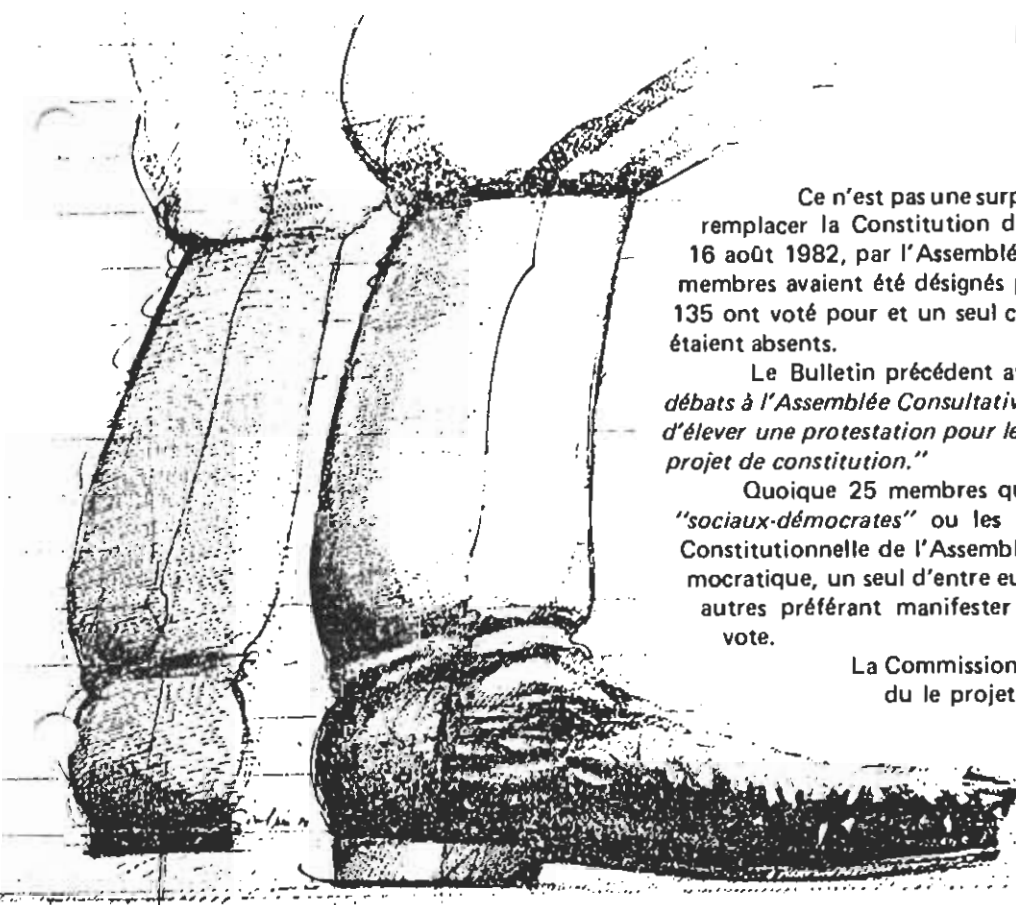 Ce n'est pas une surp
remplacer la Constitution d
16 août 1982, par l'Assemblé
membres avaient été désignés p
135 ont voté pour et un seul c
étaient absents.
Le Bulletin précédent av
débats à l'Assemblée Consultativ
d'élever une protestation pour le
projet de constitution."
Quoique 25 membres qu
"sociaux-démocrates" ou les
Constitutionnelle de l'Assembl
mocratique, un seul d'entre eu
autres préférant manifester
vote.
La Commission
du le projet